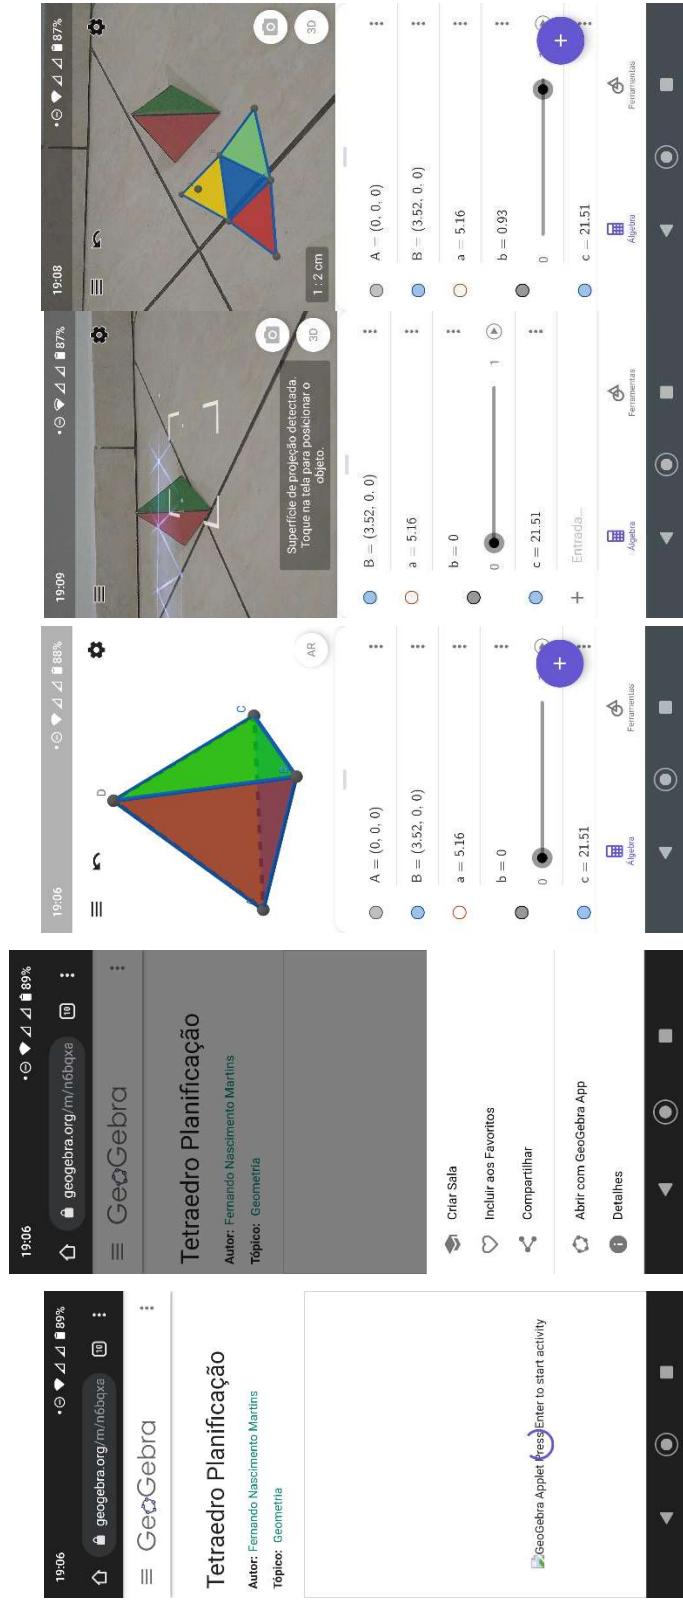 19:06
89%
geogebra.org/m/n6bqxa
10
GeoGebra
Tetraedro Planificação
Autor: Fernando Nascimento Martins
Tópico: Geometria
GeoGebra Applet Press Enter to start activity
19:06
89%
geogebra.org/m/n6bqxa
10
GeoGebra
Tetraedro Planificação
Autor: Fernando Nascimento Martins
Tópico: Geometria
Criar Sala
Incluir aos Favoritos
Compartilhar
Abrir com GeoGebra App
Detalhes
19:06
88%
D
C
AR
A = (0, 0, 0)
B = (3.52, 0, 0)
a = 5.16
b = 0
0
c = 21.51
Álgebra
Ferramentas
19:09
87%
Superfície de projeção detectada.
Toque na tela para posicionar o
objeto.
3D
B = (3.52, 0, 0)
a = 5.16
b = 0
0 1
c = 21.51
Entrada...
Álgebra
Ferramentas
19:08
87%
1 : 2 cm
3D
A = (0, 0, 0)
B = (3.52, 0, 0)
a = 5.16
b = 0.93
0
c = 21.51
Álgebra
Ferramentas